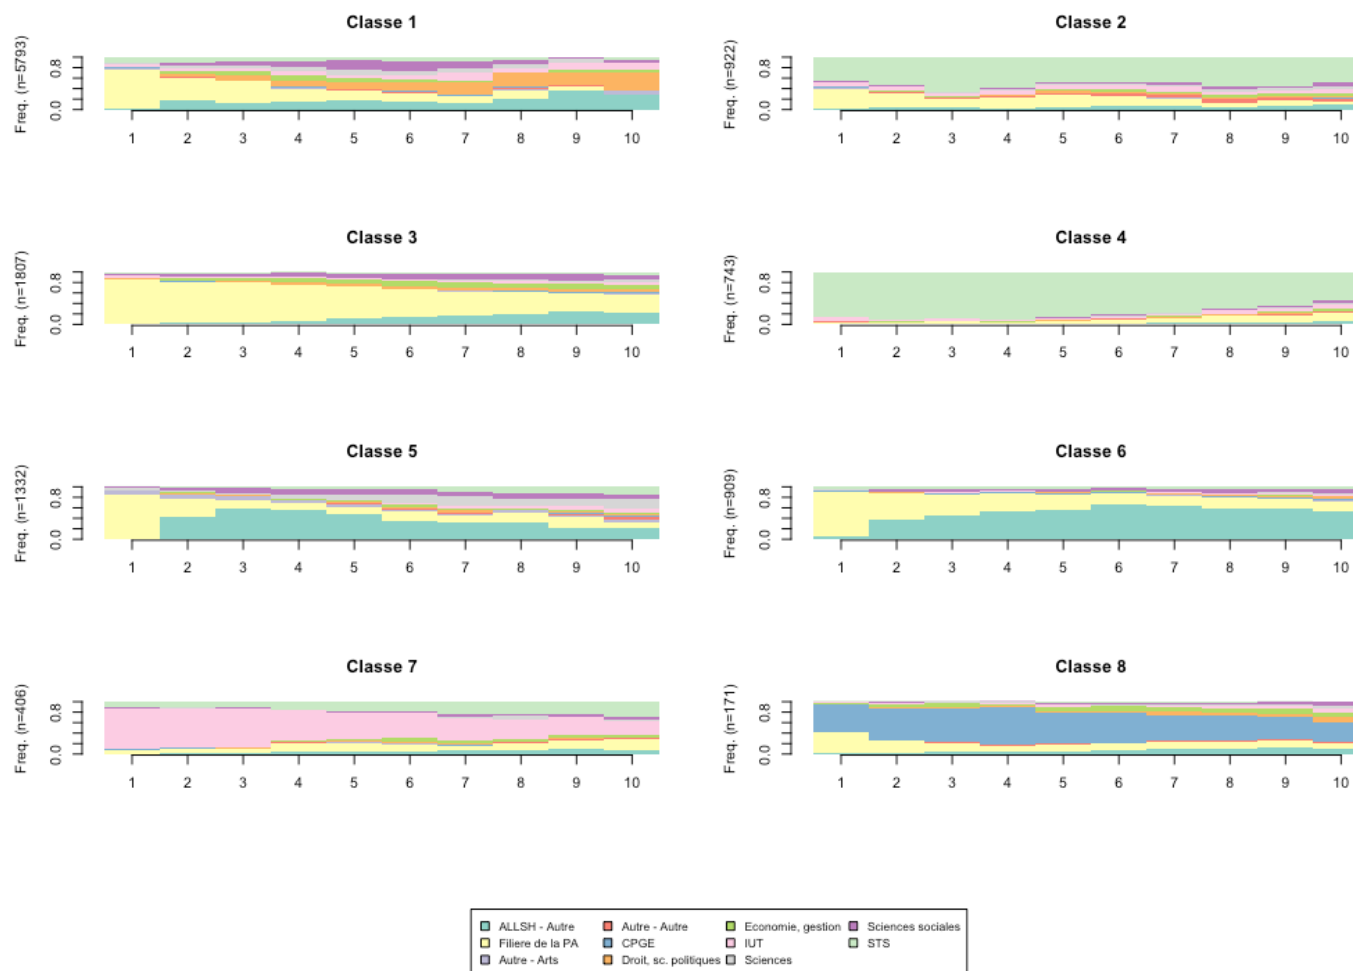 Classe 1
Classe 2
Freq. (n=5793)
0.0 0.8
1 2 3 4 5 6 7 8 9 10
Freq. (n=922)
0.0 0.8
1 2 3 4 5 6 7 8 9 10
Classe 3
Classe 4
Freq. (n=1807)
0.0 0.8
1 2 3 4 5 6 7 8 9 10
Freq. (n=743)
0.0 0.8
1 2 3 4 5 6 7 8 9 10
Classe 5
Classe 6
Freq. (n=1332)
0.0 0.8
1 2 3 4 5 6 7 8 9 10
Freq. (n=909)
0.0 0.8
1 2 3 4 5 6 7 8 9 10
Classe 7
Classe 8
Freq. (n=406)
0.0 0.8
1 2 3 4 5 6 7 8 9 10
Freq. (n=171)
0.0 0.8
1 2 3 4 5 6 7 8 9 10
ALLSH - Autre Autre - Autre Economie, gestion Sciences sociales
Filiere de la PA CPGE IUT STS
Autre - Arts Droit, sc. politiques Sciences